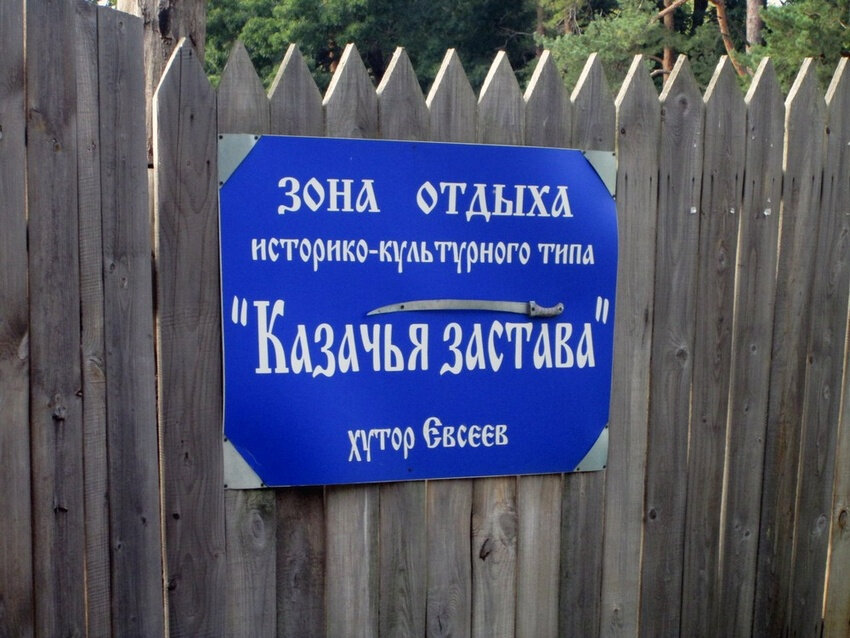 зона отдыха
историко-культурного типа
"Казачья застава"
хутор Евсеев